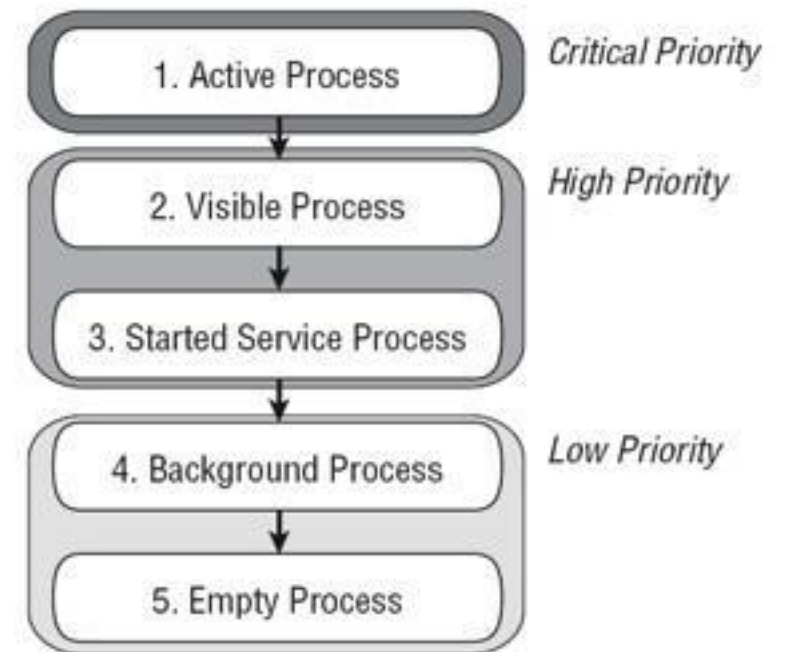 1. Active Process
Critical Priority
2. Visible Process
High Priority
3. Started Service Process
4. Background Process
Low Priority
5. Empty Process